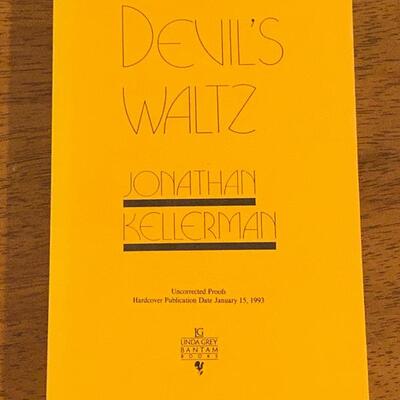 DEVIL'S
WALTZ
JONATHAN
KELLERMAN
Uncorrected Proofs
Hardcover Publication Date January 15, 1993
LG
LINDA GREY
BANTAM
BOOKS